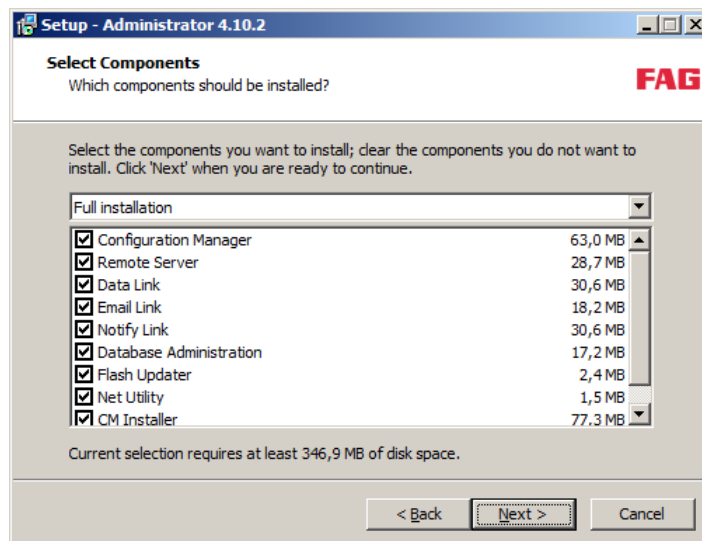 Setup - Administrator 4.10.2
Select Components
Which components should be installed?
FAG
Select the components you want to install; clear the components you do not want to
install. Click 'Next' when you are ready to continue.
Full installation
Configuration Manager 63,0 MB
Remote Server 28,7 MB
Data Link 30,6 MB
Email Link 18,2 MB
Notify Link 30,6 MB
Database Administration 17,2 MB
Flash Updater 2,4 MB
Net Utility 1,5 MB
CM Installer 77,3 MB
Current selection requires at least 346,9 MB of disk space.
< Back Next > Cancel